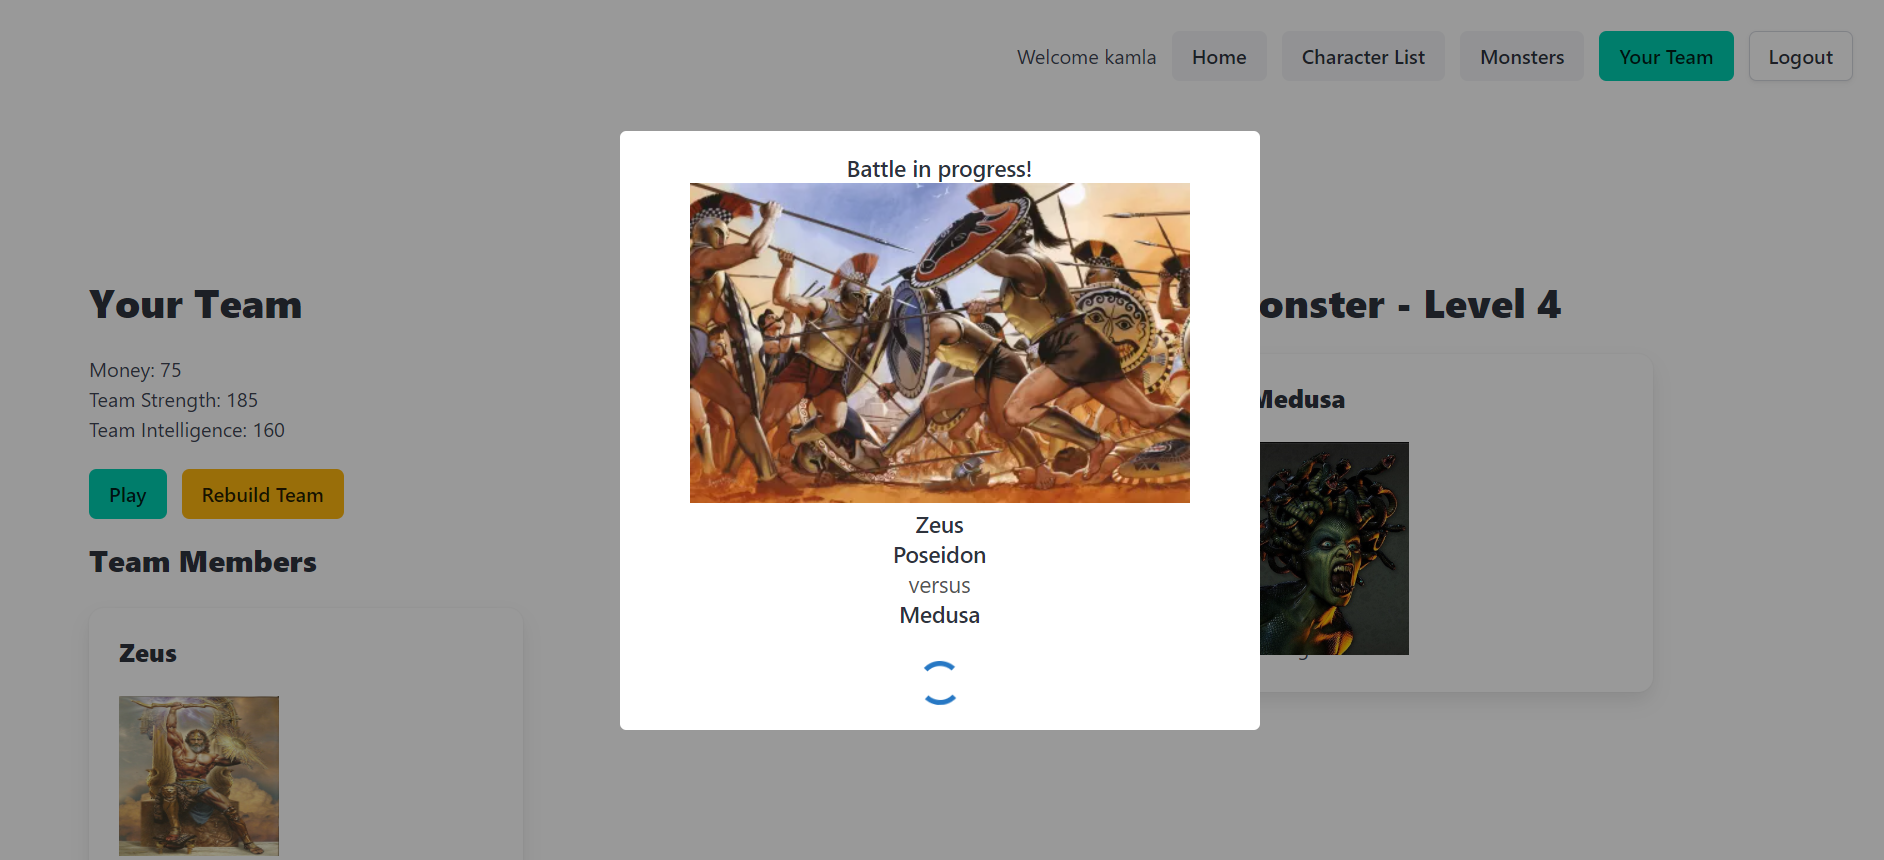 Welcome kamla
Home
Character List
Monsters
Your Team
Logout
Battle in progress!
Zeus
Poseidon
versus
Medusa
Your Team
Money: 75
Team Strength: 185
Team Intelligence: 160
Play
Rebuild Team
Team Members
Zeus
onster - Level 4
Medusa